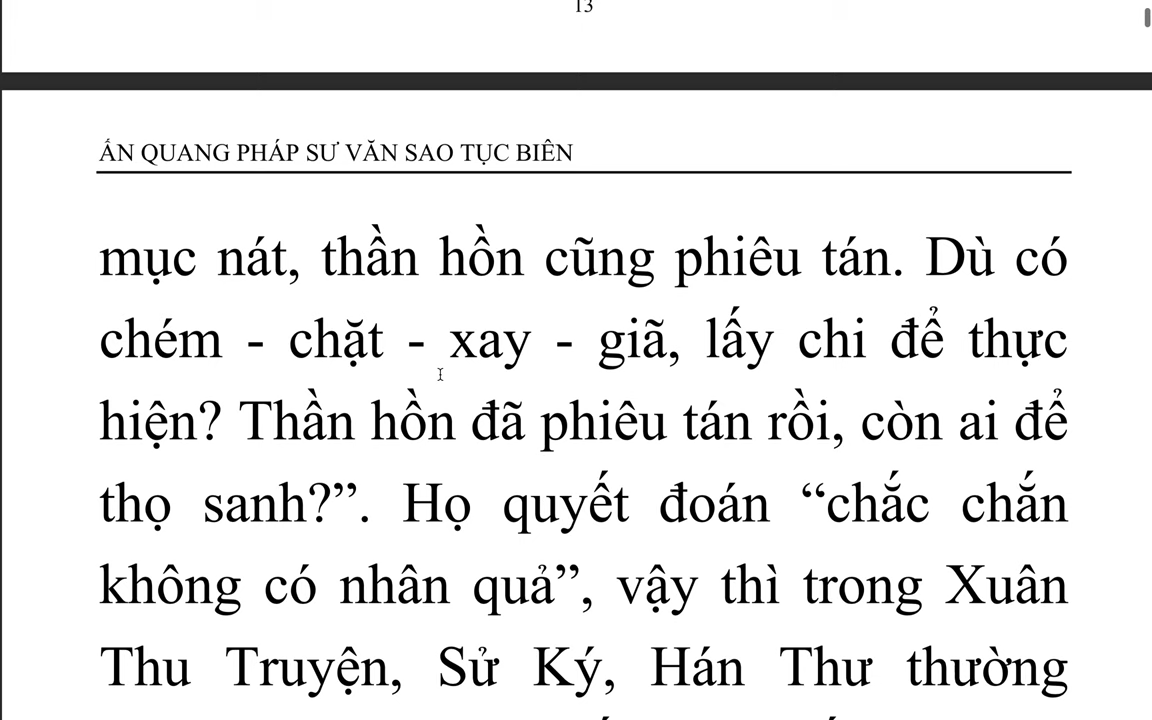 13
ẤN QUANG PHÁP SƯ VĂN SAO TỤC BIÊN
mục nát, thần hồn cũng phiêu tán. Dù có
chém - chặt - xay - giã, lấy chi để thực
hiện? Thần hồn đã phiêu tán rồi, còn ai để
thọ sanh?”. Họ quyết đoán “chắc chắn
không có nhân quả”, vậy thì trong Xuân
Thu Truyện, Sử Ký, Hán Thư thường